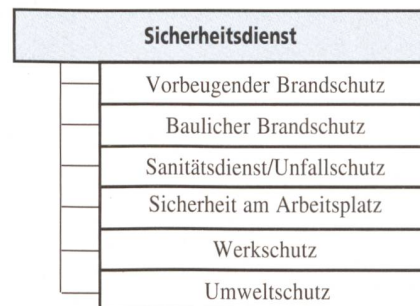 Sicherheitsdienst
Vorbeugender Brandschutz
Baulicher Brandschutz
Sanitätsdienst/Unfallschutz
Sicherheit am Arbeitsplatz
Werkschutz
Umweltschutz